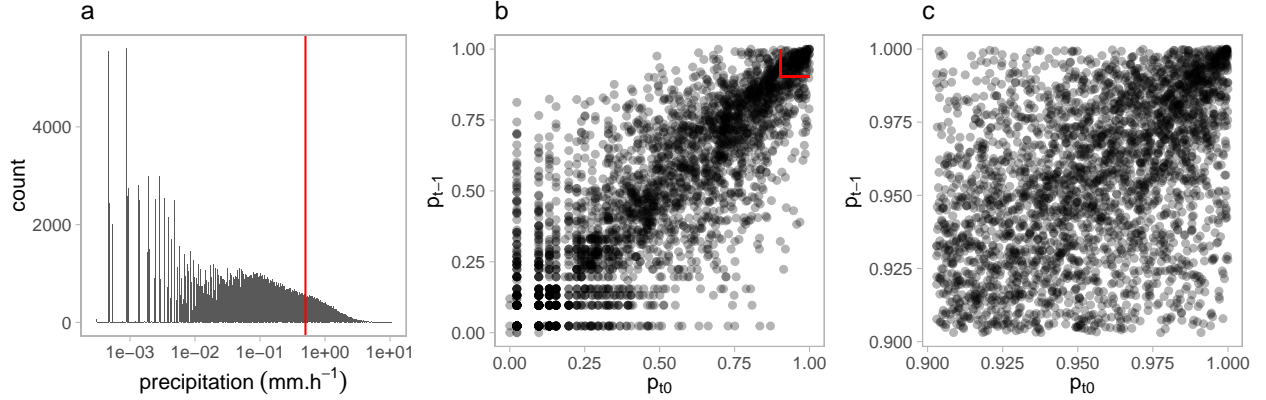 a
count
4000
2000
0
1e−03 1e−02 1e−01 1e+00 1e+01
precipitation (mm.h−1)
b
pt−1
1.00
0.75
0.50
0.25
0.00
0.00 0.25 0.50 0.75 1.00
pt0
c
pt−1
1.000
0.975
0.950
0.925
0.900
0.900 0.925 0.950 0.975 1.000
pt0